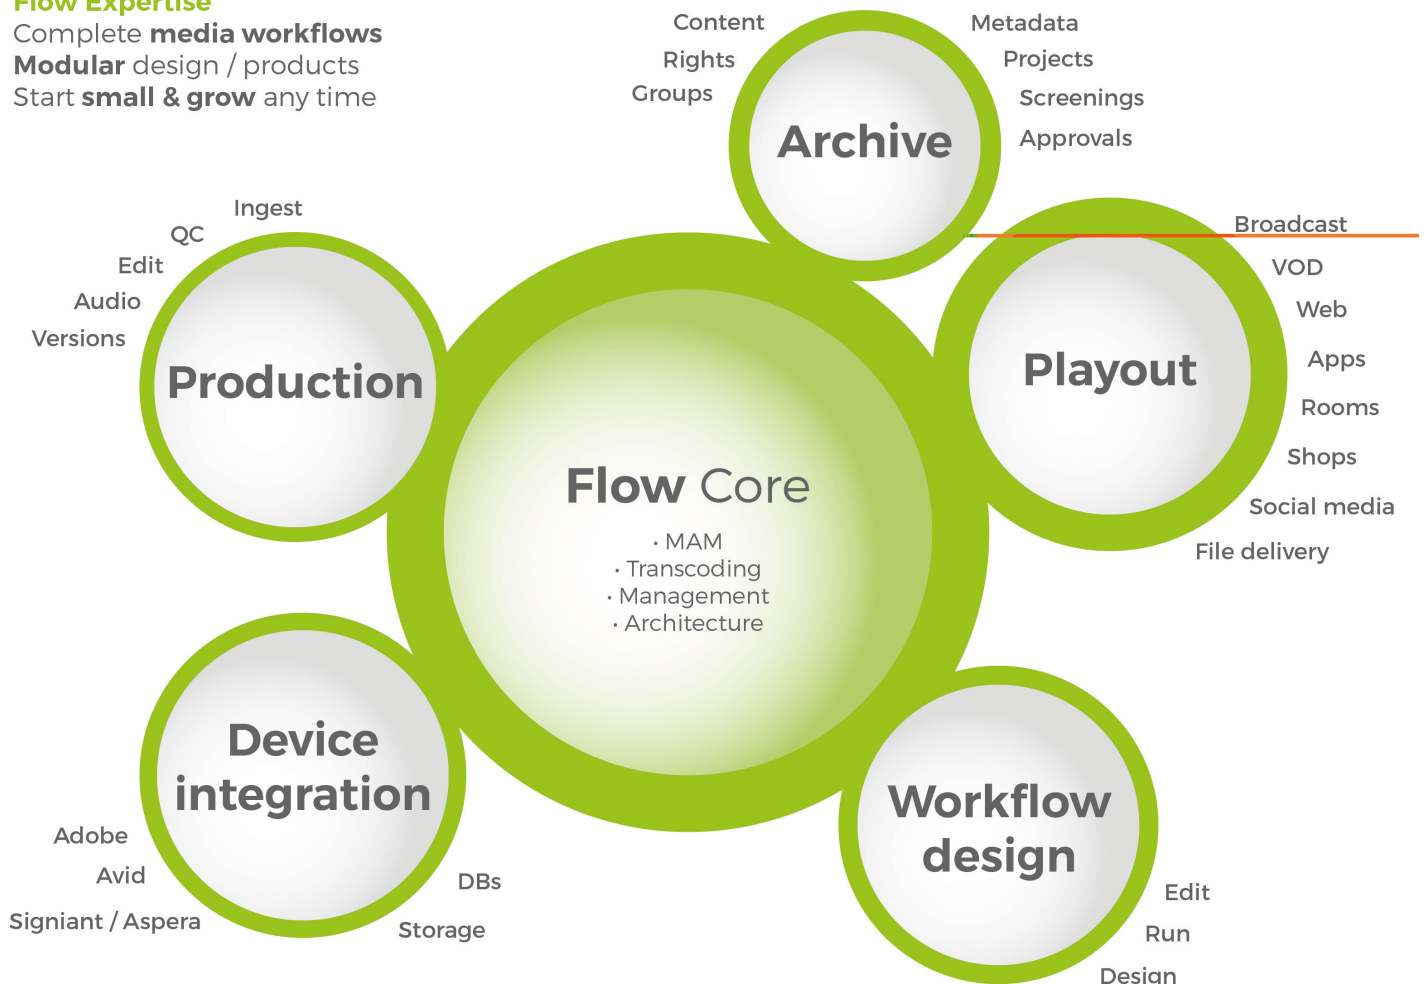 Flow Expertise
Complete media workflows
Modular design / products
Start small & grow any time
Content
Rights
Groups
Metadata
Projects
Screenings
Approvals
Archive
Ingest
QC
Edit
Audio
Versions
Production
Broadcast
VOD
Web
Apps
Rooms
Shops
Social media
File delivery
Playout
Flow Core
· MAM
· Transcoding
· Management
· Architecture
Device
integration
Adobe
Avid
Signiant / Aspera
DBs
Storage
Workflow
design
Edit
Run
Design